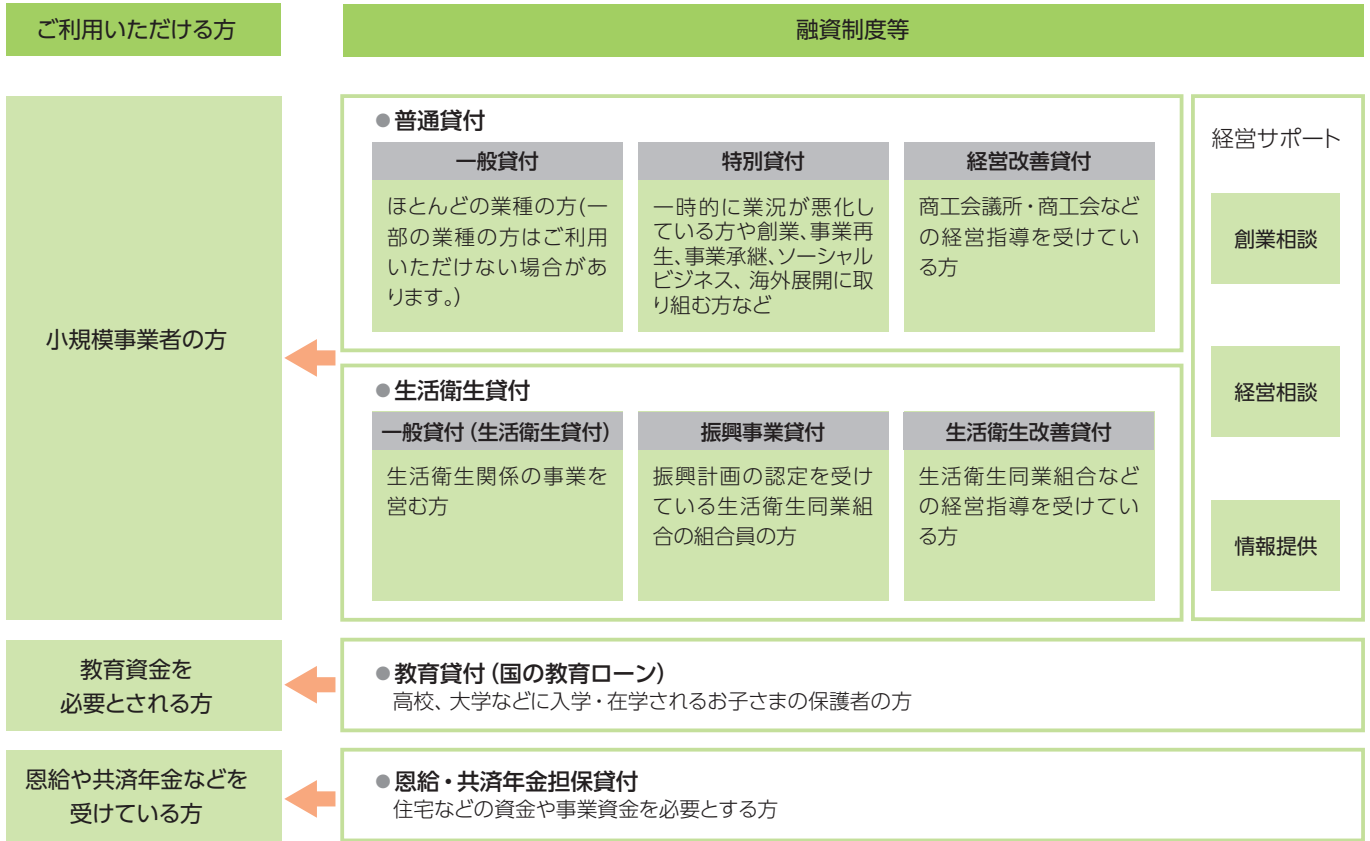 ご利用いただける方
融資制度等
小規模事業者の方
●普通貸付
一般貸付
ほとんどの業種の方(一
部の業種の方はご利用
いただけない場合があ
ります。)
特別貸付
一時的に業況が悪化し
ている方や創業、事業再
生、事業承継、ソーシャル
ビジネス、海外展開に取
り組む方など
経営改善貸付
商工会議所・商工会など
の経営指導を受けてい
る方
●生活衛生貸付
一般貸付(生活衛生貸付)
生活衛生関係の事業を
営む方
振興事業貸付
振興計画の認定を受け
ている生活衛生同業組
合の組合員の方
生活衛生改善貸付
生活衛生同業組合など
の経営指導を受けてい
る方
経営サポート
創業相談
経営相談
情報提供
教育資金を
必要とされる方
●教育貸付(国の教育ローン)
高校、大学などに入学・在学されるお子さまの保護者の方
恩給や共済年金などを
受けている方
●恩給・共済年金担保貸付
住宅などの資金や事業資金を必要とする方